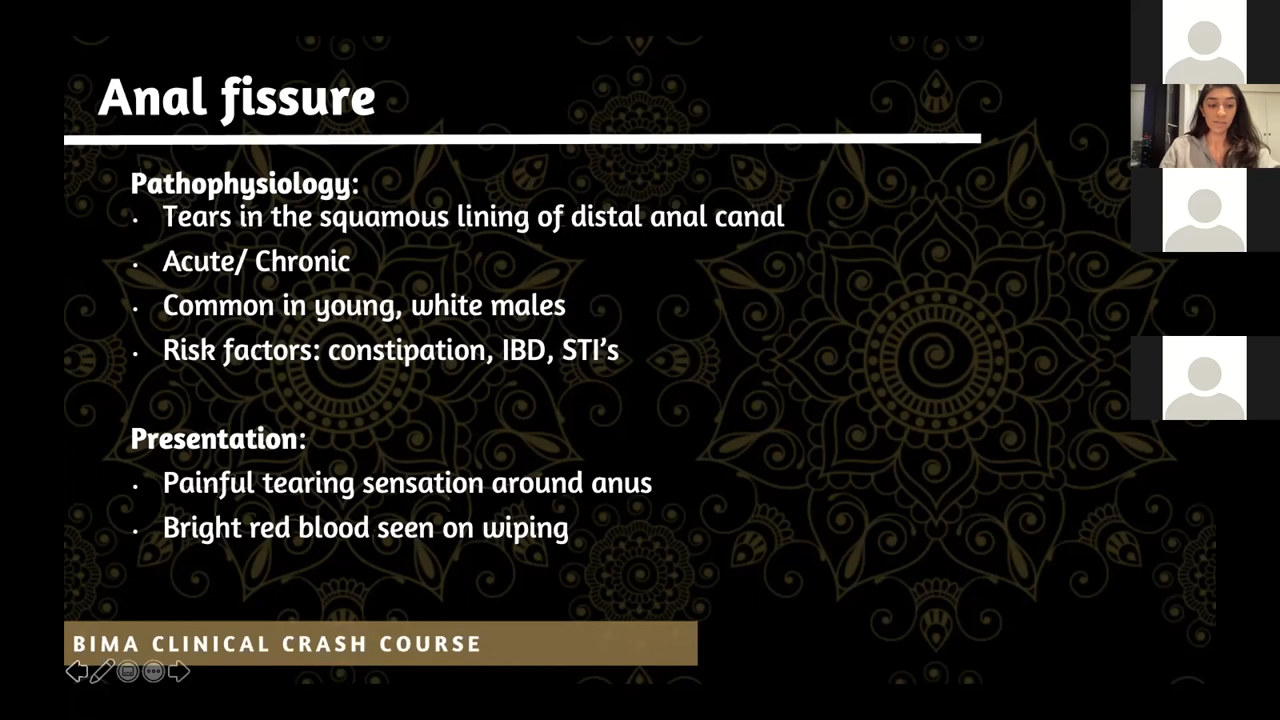 Anal fissure
Pathophysiology:
· Tears in the squamous lining of distal anal canal
· Acute/ Chronic
· Common in young, white males
· Risk factors: constipation, IBD, STI’s
Presentation:
· Painful tearing sensation around anus
· Bright red blood seen on wiping
BIMA CLINICAL CRASH COURSE